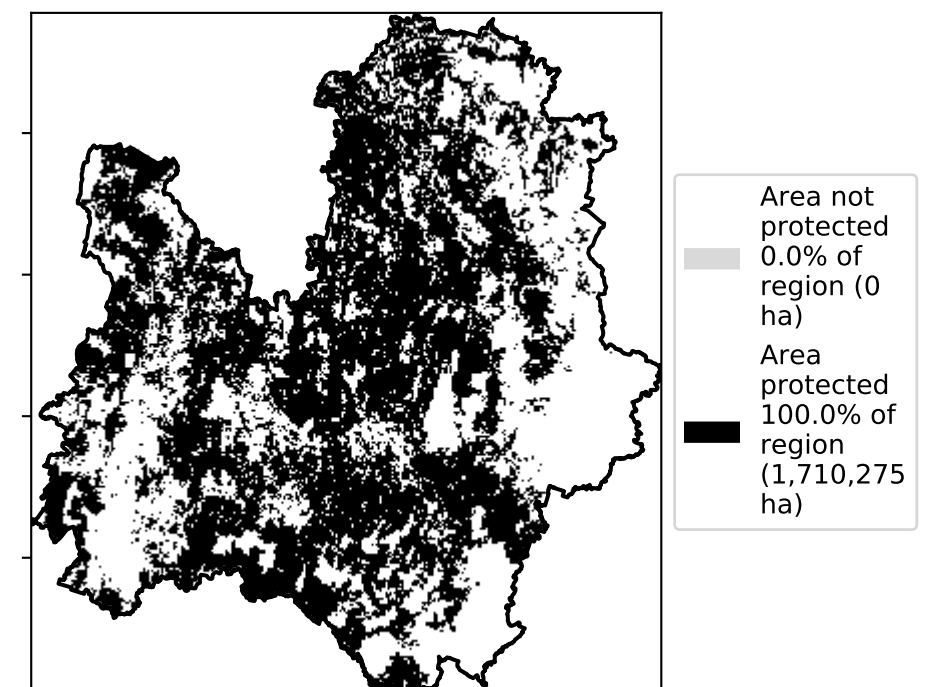 Area not
protected
0.0% of
region (0
ha)
Area
protected
100.0% of
region
(1,710,275
ha)